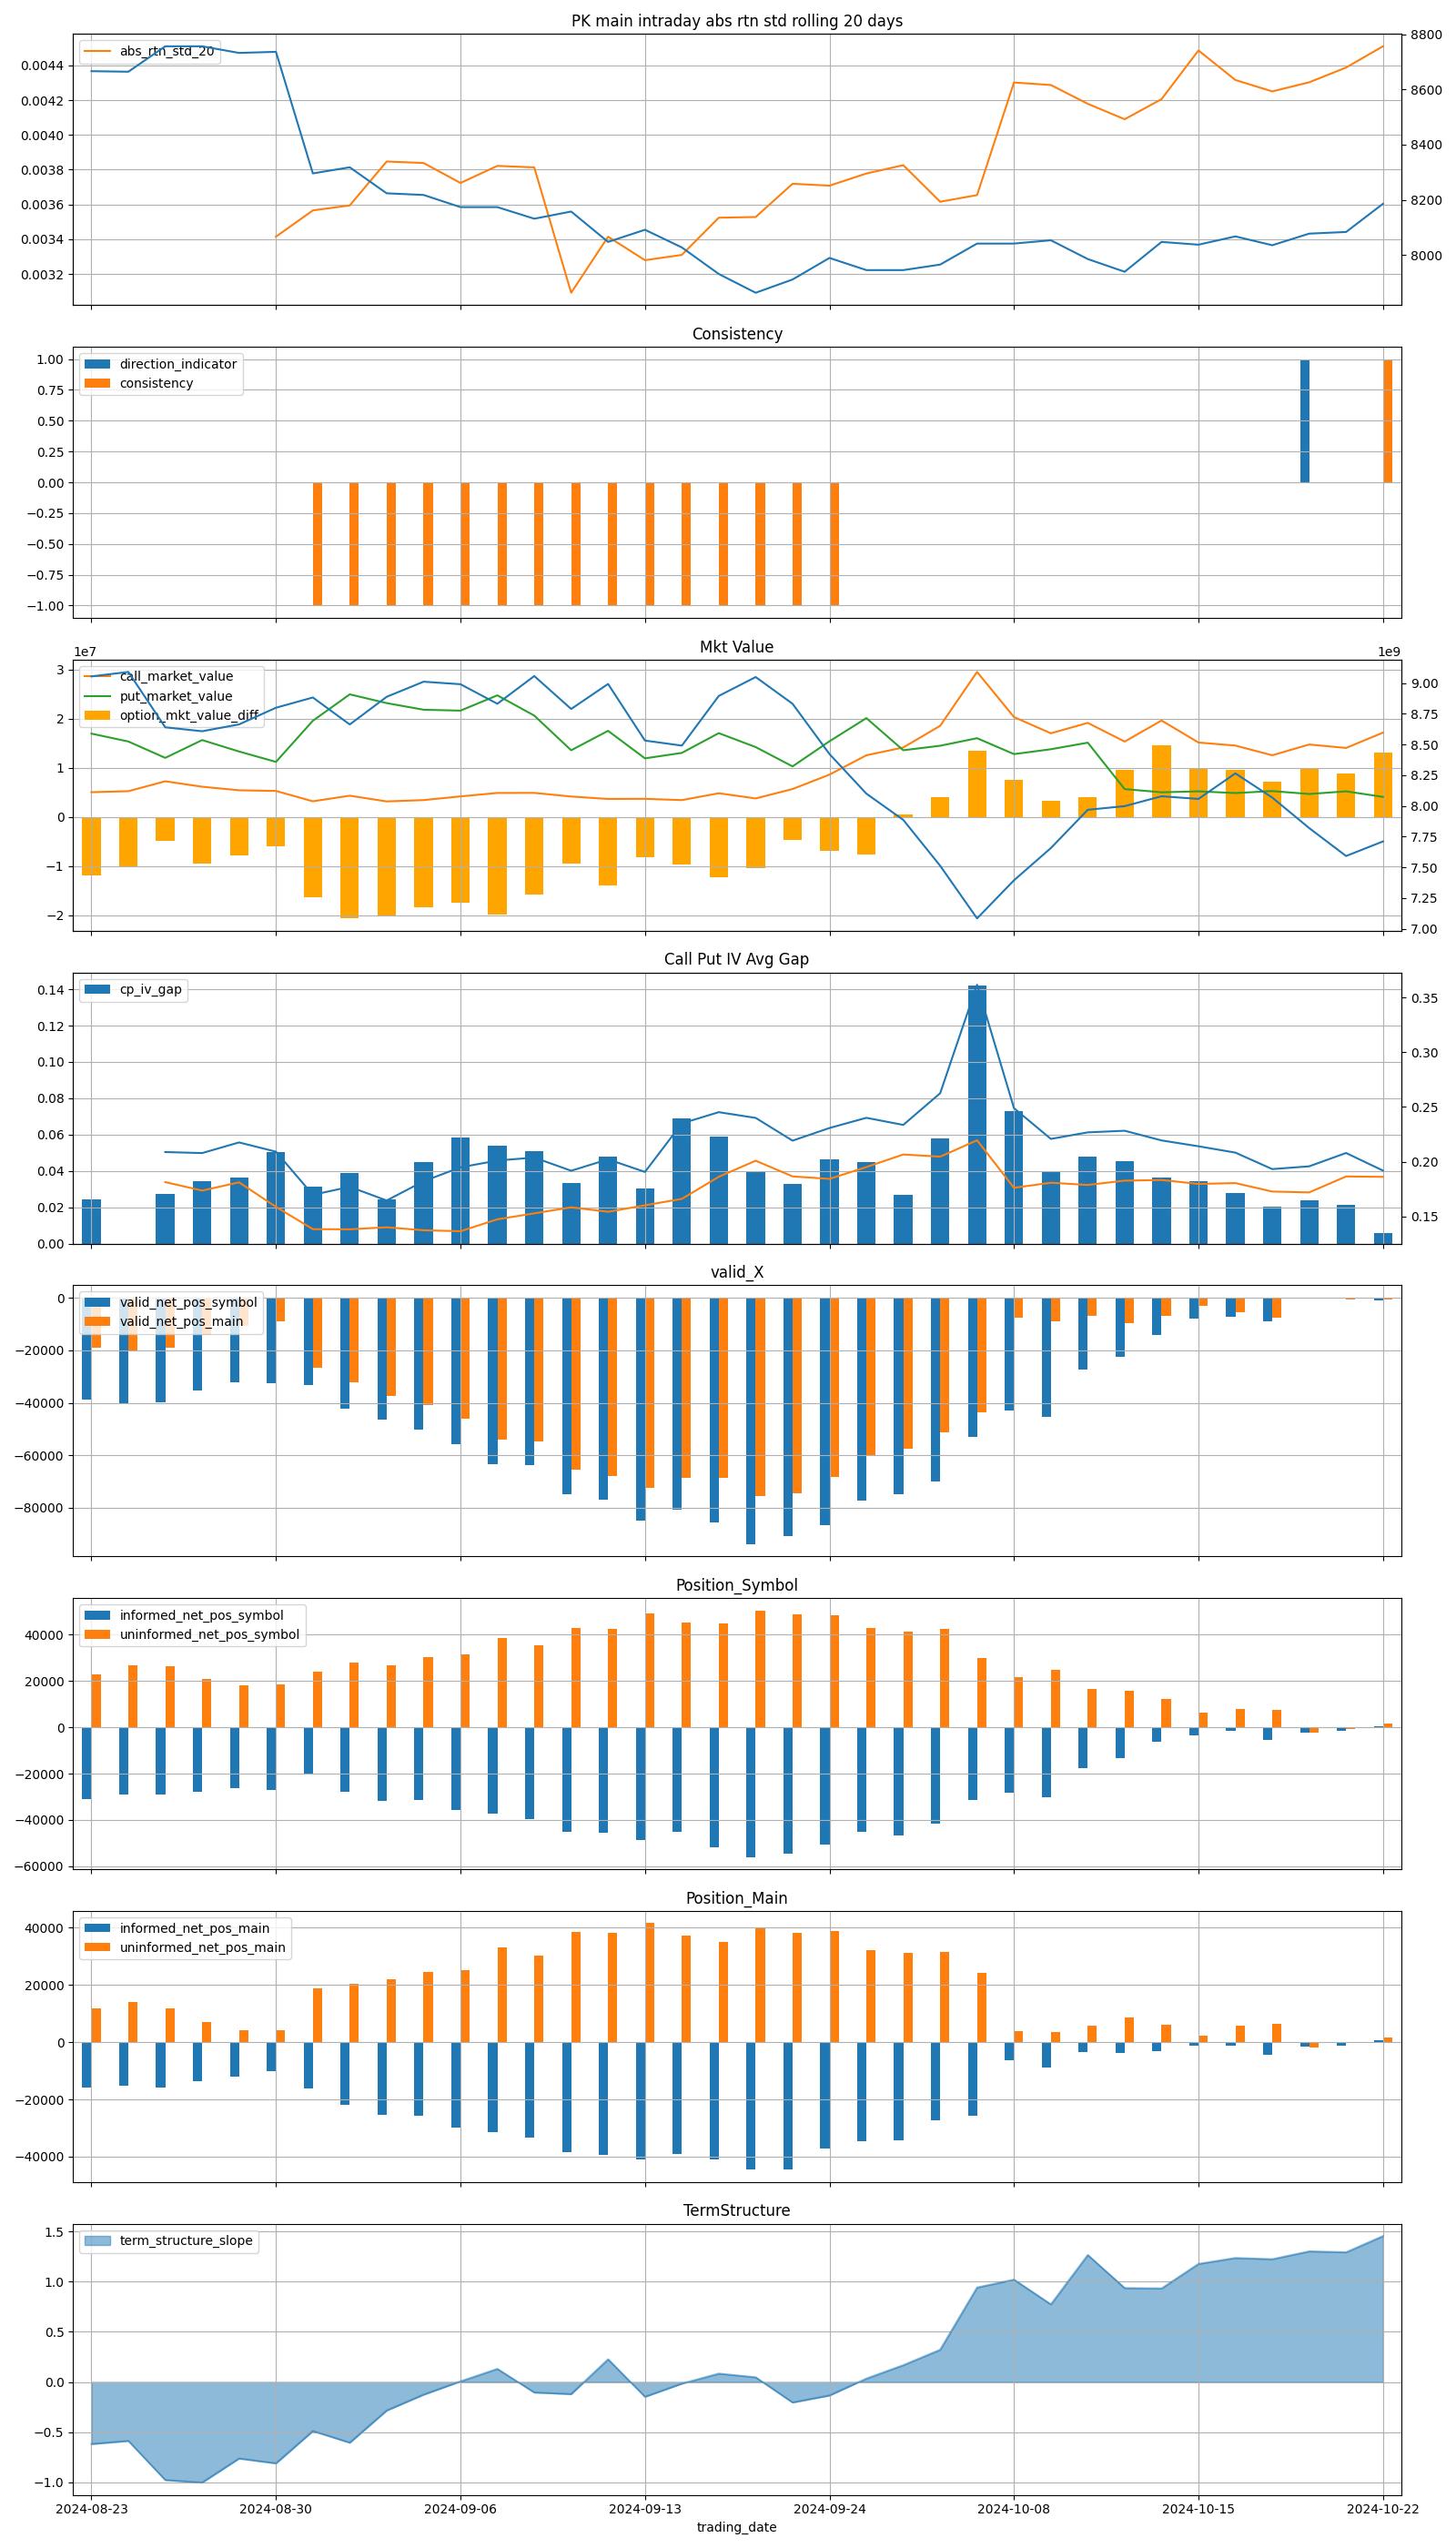 PK main intraday abs rtn std rolling 20 days
abs_rtn_std_20
0.0044
0.0042
0.0040
0.0038
0.0036
0.0034
0.0032
8800
8600
8400
8200
8000
Consistency
direction_indicator
consistency
1.00
0.75
0.50
0.25
0.00
−0.25
−0.50
−0.75
−1.00
Mkt Value
1e7
1e9
call_market_value
put_market_value
option_mkt_value_diff
3
2
1
0
−1
−2
9.00
8.75
8.50
8.25
8.00
7.75
7.50
7.25
7.00
Call Put IV Avg Gap
cp_iv_gap
0.14
0.12
0.10
0.08
0.06
0.04
0.02
0.00
0.35
0.30
0.25
0.20
0.15
valid_X
valid_net_pos_symbol
valid_net_pos_main
0
−20000
−40000
−60000
−80000
Position_Symbol
informed_net_pos_symbol
uninformed_net_pos_symbol
40000
20000
0
−20000
−40000
−60000
Position_Main
informed_net_pos_main
uninformed_net_pos_main
40000
20000
0
−20000
−40000
TermStructure
term_structure_slope
1.5
1.0
0.5
0.0
−0.5
−1.0
2024-08-23 2024-08-30 2024-09-06 2024-09-13 2024-09-24 2024-10-08 2024-10-15 2024-10-22
trading_date